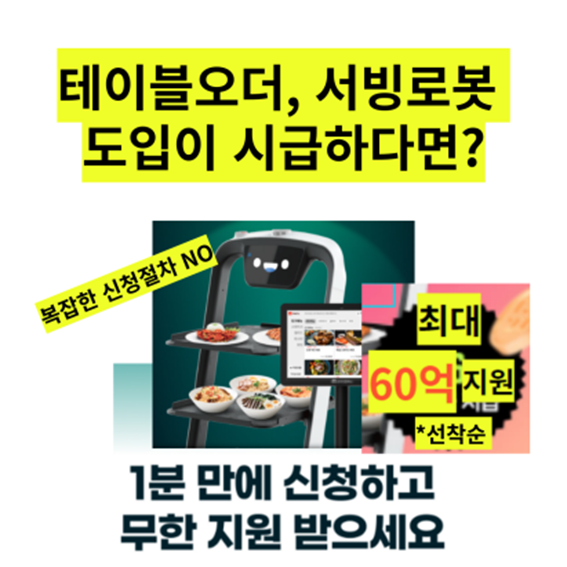 테이블오더, 서빙로봇
도입이 시급하다면?
복잡한 신청절차 NO
최대
60억 지원
*선착순
1분 만에 신청하고
무한 지원 받으세요